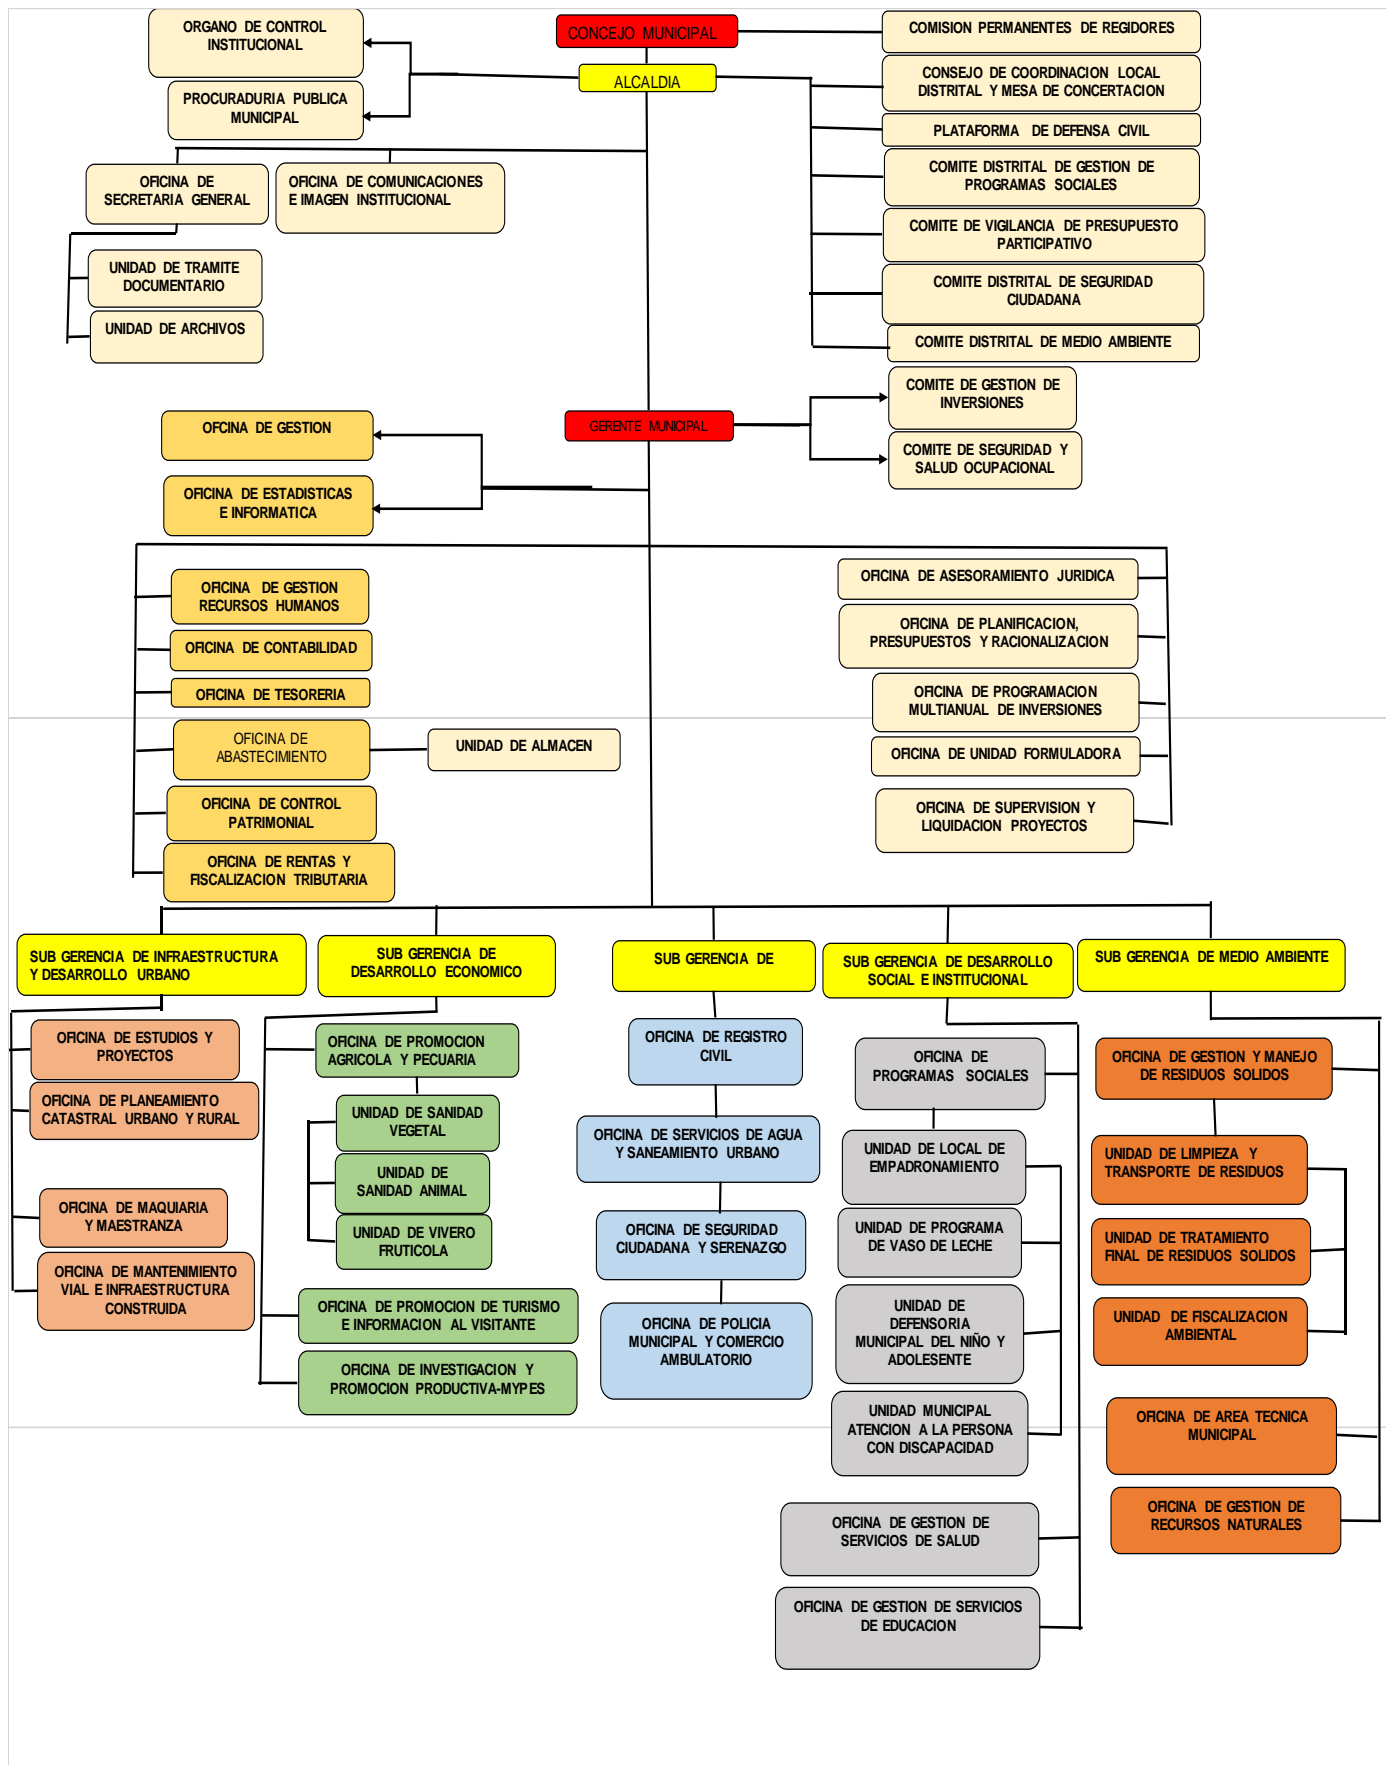 ORGANO DE CONTROL
INSTITUCIONAL
CONCEJO MUNICIPAL
COMISION PERMANENTES DE REGIDORES
ALCALDIA
CONSEJO DE COORDINACION LOCAL
DISTRITAL Y MESA DE CONCERTACION
PROCURADURIA PUBLICA
MUNICIPAL
PLATAFORMA DE DEFENSA CIVIL
OFICINA DE
SECRETARIA GENERAL
OFICINA DE COMUNICACIONES
E IMAGEN INSTITUCIONAL
COMITE DISTRITAL DE GESTION DE
PROGRAMAS SOCIALES
COMITE DE VIGILANCIA DE PRESUPUESTO
PARTICIPATIVO
UNIDAD DE TRAMITE
DOCUMENTARIO
COMITE DISTRITAL DE SEGURIDAD
CIUDADANA
UNIDAD DE ARCHIVOS
COMITE DISTRITAL DE MEDIO AMBIENTE
COMITE DE GESTION DE
INVERSIONES
OFCINA DE GESTION
GERENTE MUNICIPAL
COMITE DE SEGURIDAD Y
SALUD OCUPACIONAL
OFICINA DE ESTADISTICAS
E INFORMATICA
OFICINA DE GESTION
RECURSOS HUMANOS
OFICINA DE ASESORAMIENTO JURIDICA
OFICINA DE CONTABILIDAD
OFICINA DE PLANIFICACION,
PRESUPUESTOS Y RACIONALIZACION
OFICINA DE TESORERIA
OFICINA DE PROGRAMACION
MULTIANUAL DE INVERSIONES
OFICINA DE
ABASTECIMIENTO
UNIDAD DE ALMACEN
OFICINA DE UNIDAD FORMULADORA
OFICINA DE CONTROL
PATRIMONIAL
OFICINA DE SUPERVISION Y
LIQUIDACION PROYECTOS
OFICINA DE RENTAS Y
FISCALIZACION TRIBUTARIA
SUB GERENCIA DE INFRAESTRUCTURA
Y DESARROLLO URBANO
SUB GERENCIA DE
DESARROLLO ECONOMICO
SUB GERENCIA DE
SUB GERENCIA DE DESARROLLO
SOCIAL E INSTITUCIONAL
SUB GERENCIA DE MEDIO AMBIENTE
OFICINA DE ESTUDIOS Y
PROYECTOS
OFICINA DE PLANEAMIENTO
CATASTRAL URBANO Y RURAL
OFICINA DE MAQUIARIA
Y MAESTRANZA
OFICINA DE MANTENIMIENTO
VIAL E INFRAESTRUCTURA
CONSTRUIDA
OFICINA DE PROMOCION
AGRICOLA Y PECUARIA
UNIDAD DE SANIDAD
VEGETAL
UNIDAD DE
SANIDAD ANIMAL
UNIDAD DE VIVERO
FRUTICOLA
OFICINA DE PROMOCION DE TURISMO
E INFORMACION AL VISITANTE
OFICINA DE INVESTIGACION Y
PROMOCION PRODUCTIVA-MYPES
OFICINA DE REGISTRO
CIVIL
OFICINA DE SERVICIOS DE AGUA
Y SANEAMIENTO URBANO
OFICINA DE SEGURIDAD
CIUDADANA Y SERENAZGO
OFICINA DE POLICIA
MUNICIPAL Y COMERCIO
AMBULATORIO
OFICINA DE
PROGRAMAS SOCIALES
UNIDAD DE LOCAL DE
EMPADRONAMIENTO
UNIDAD DE PROGRAMA
DE VASO DE LECHE
UNIDAD DE
DEFENSORIA
MUNICIPAL DEL NIÑO Y
ADOLESENTE
UNIDAD MUNICIPAL
ATENCION A LA PERSONA
CON DISCAPACIDAD
OFICINA DE GESTION DE
SERVICIOS DE SALUD
OFICINA DE GESTION DE SERVICIOS
DE EDUCACION
OFICINA DE GESTION Y MANEJO
DE RESIDUOS SOLIDOS
UNIDAD DE LIMPIEZA Y
TRANSPORTE DE RESIDUOS
UNIDAD DE TRATAMIENTO
FINAL DE RESIDUOS SOLIDOS
UNIDAD DE FISCALIZACION
AMBIENTAL
OFICINA DE AREA TECNICA
MUNICIPAL
OFICINA DE GESTION DE
RECURSOS NATURALES